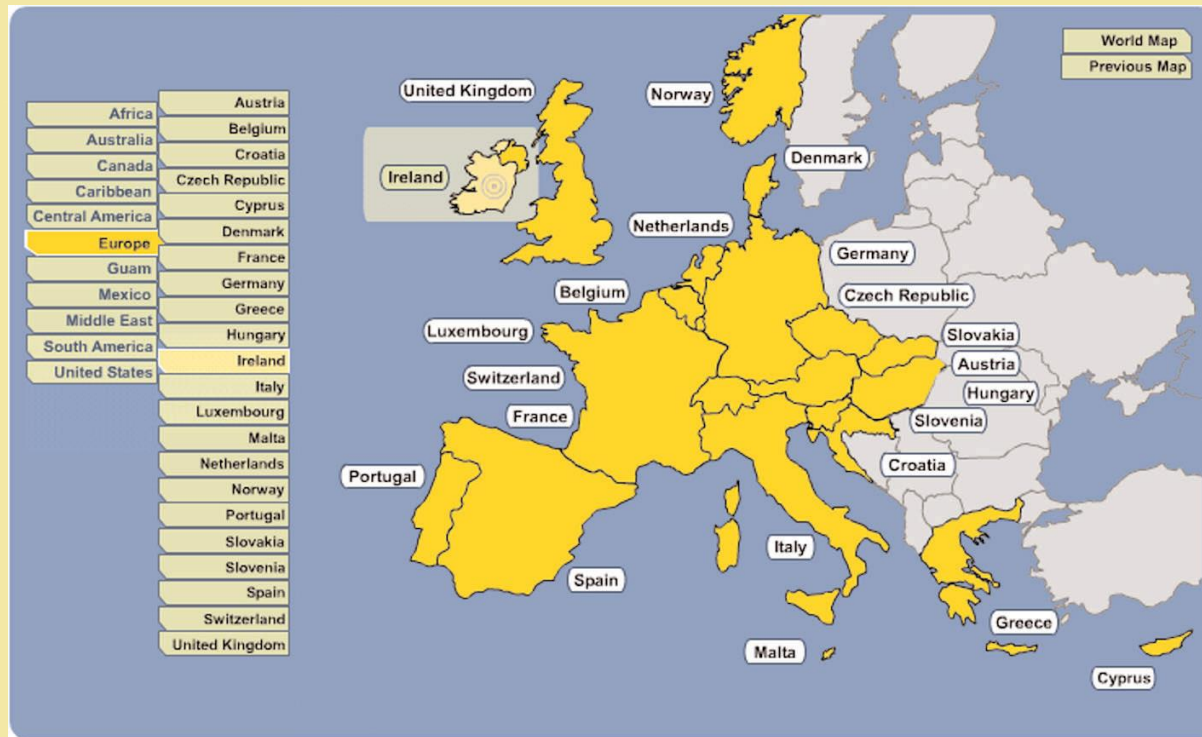 Africa
Australia
Canada
Caribbean
Central America
Europe
Guam
Mexico
Middle East
South America
United States
Austria
Belgium
Croatia
Czech Republic
Cyprus
Denmark
France
Germany
Greece
Hungary
Ireland
Italy
Luxembourg
Malta
Netherlands
Norway
Portugal
Slovakia
Slovenia
Spain
Switzerland
United Kingdom
World Map
Previous Map
United Kingdom
Norway
Denmark
Ireland
Netherlands
Germany
Belgium
Czech Republic
Luxembourg
Slovakia
Austria
Switzerland
Hungary
France
Slovenia
Croatia
Portugal
Italy
Spain
Greece
Malta
Cyprus